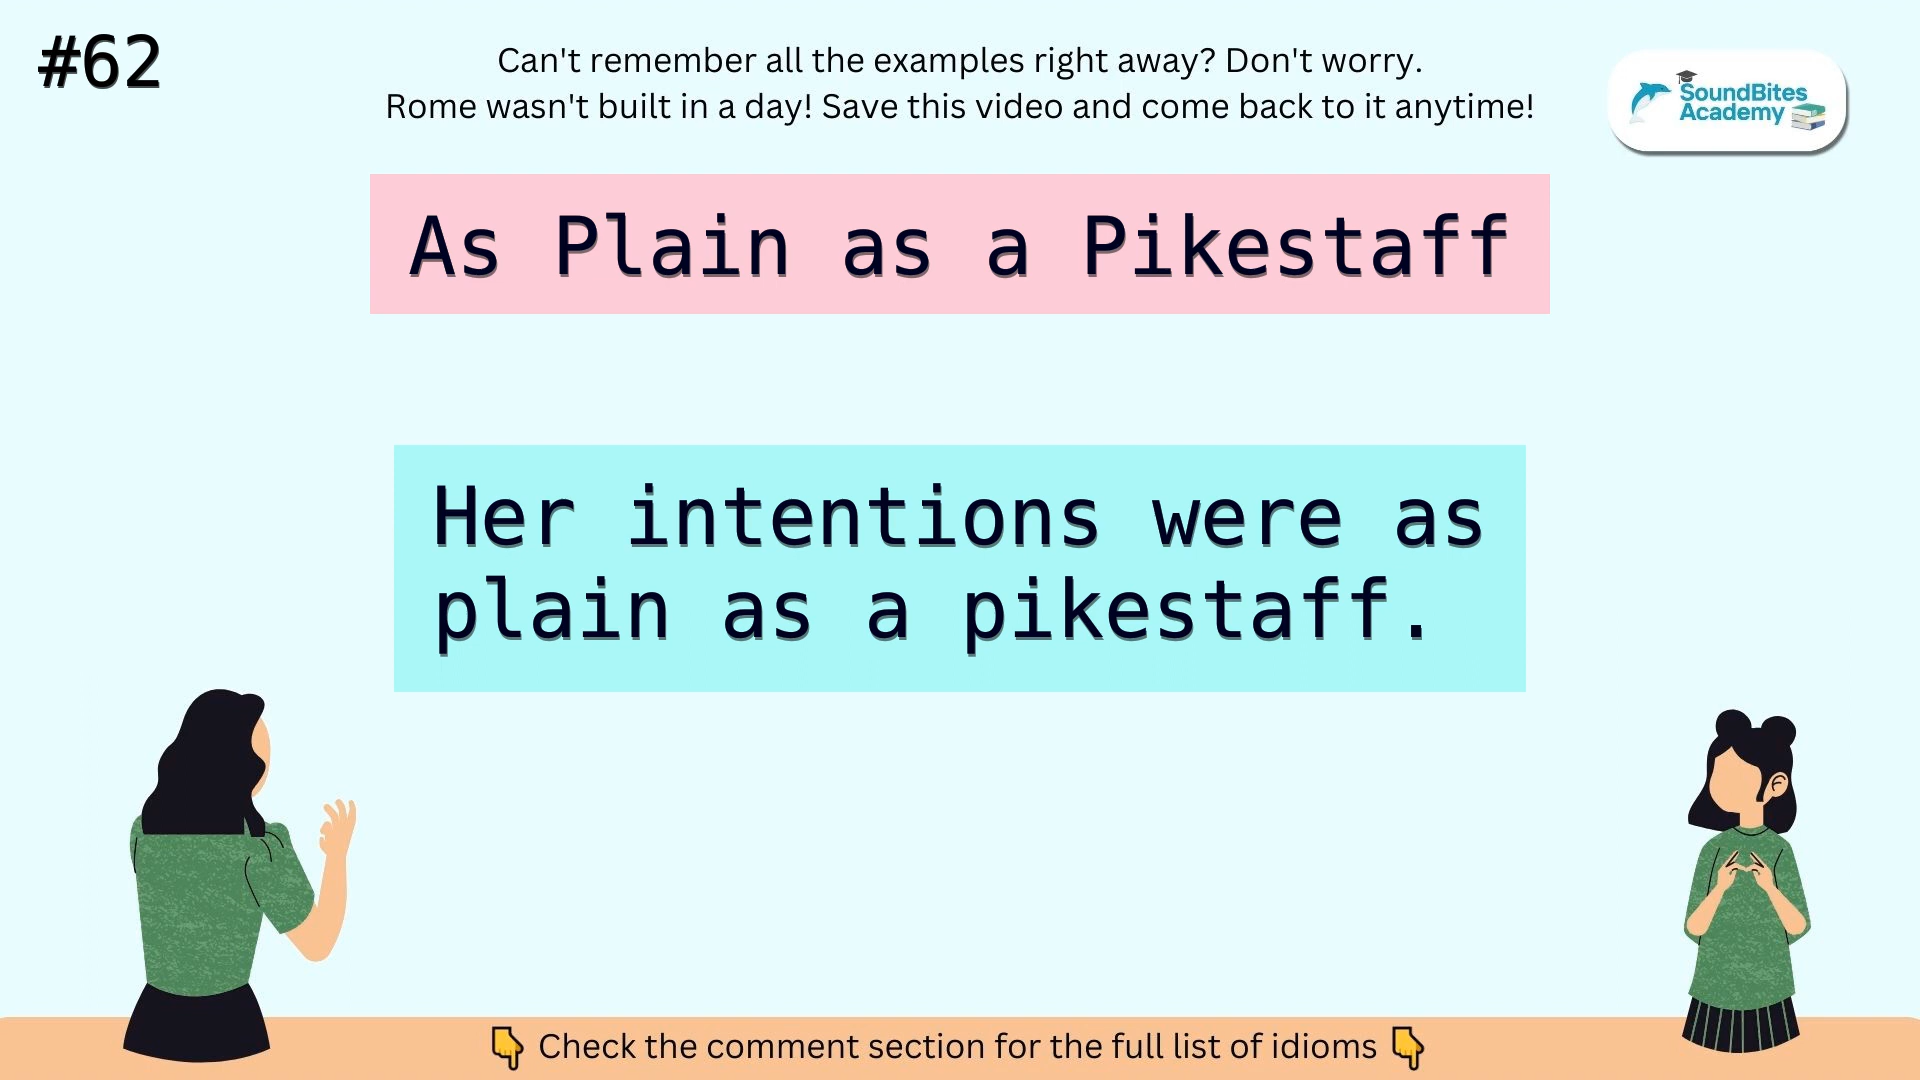 #62
Can't remember all the examples right away? Don't worry.
Rome wasn't built in a day! Save this video and come back to it anytime!
SoundBites
Academy
As Plain as a Pikestaff
Her intentions were as
plain as a pikestaff.
👇 Check the comment section for the full list of idioms 👇